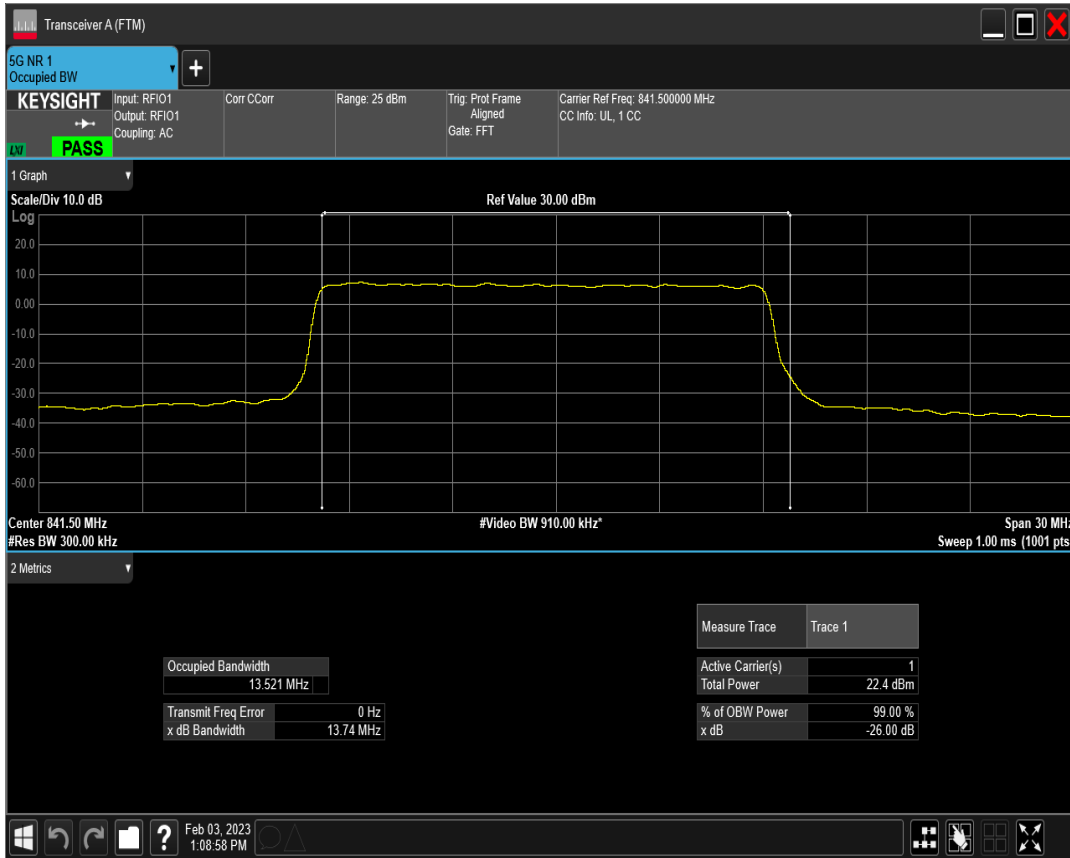 Transceiver A (FTM)
5G NR 1
Occupied BW
+
KEYSIGHT
Input: RFIO1
Output: RFIO1
Coupling: AC
Corr CCorr
Range: 25 dBm
Trig: Prot Frame
Aligned
Gate: FFT
Carrier Ref Freq: 841.500000 MHz
CC Info: UL, 1 CC
LXI
PASS
1 Graph
Scale/Div 10.0 dB
Ref Value 30.00 dBm
Log
20.0
10.0
0.00
-10.0
-20.0
-30.0
-40.0
-50.0
-60.0
Center 841.50 MHz
#Video BW 910.00 kHz*
Span 30 MHz
#Res BW 300.00 kHz
Sweep 1.00 ms (1001 pts
2 Metrics
Measure Trace Trace 1
Occupied Bandwidth
13.521 MHz
Active Carrier(s) 1
Total Power 22.4 dBm
Transmit Freq Error 0 Hz
x dB Bandwidth 13.74 MHz
% of OBW Power 99.00 %
x dB -26.00 dB
?
Feb 03, 2023
1:08:58 PM